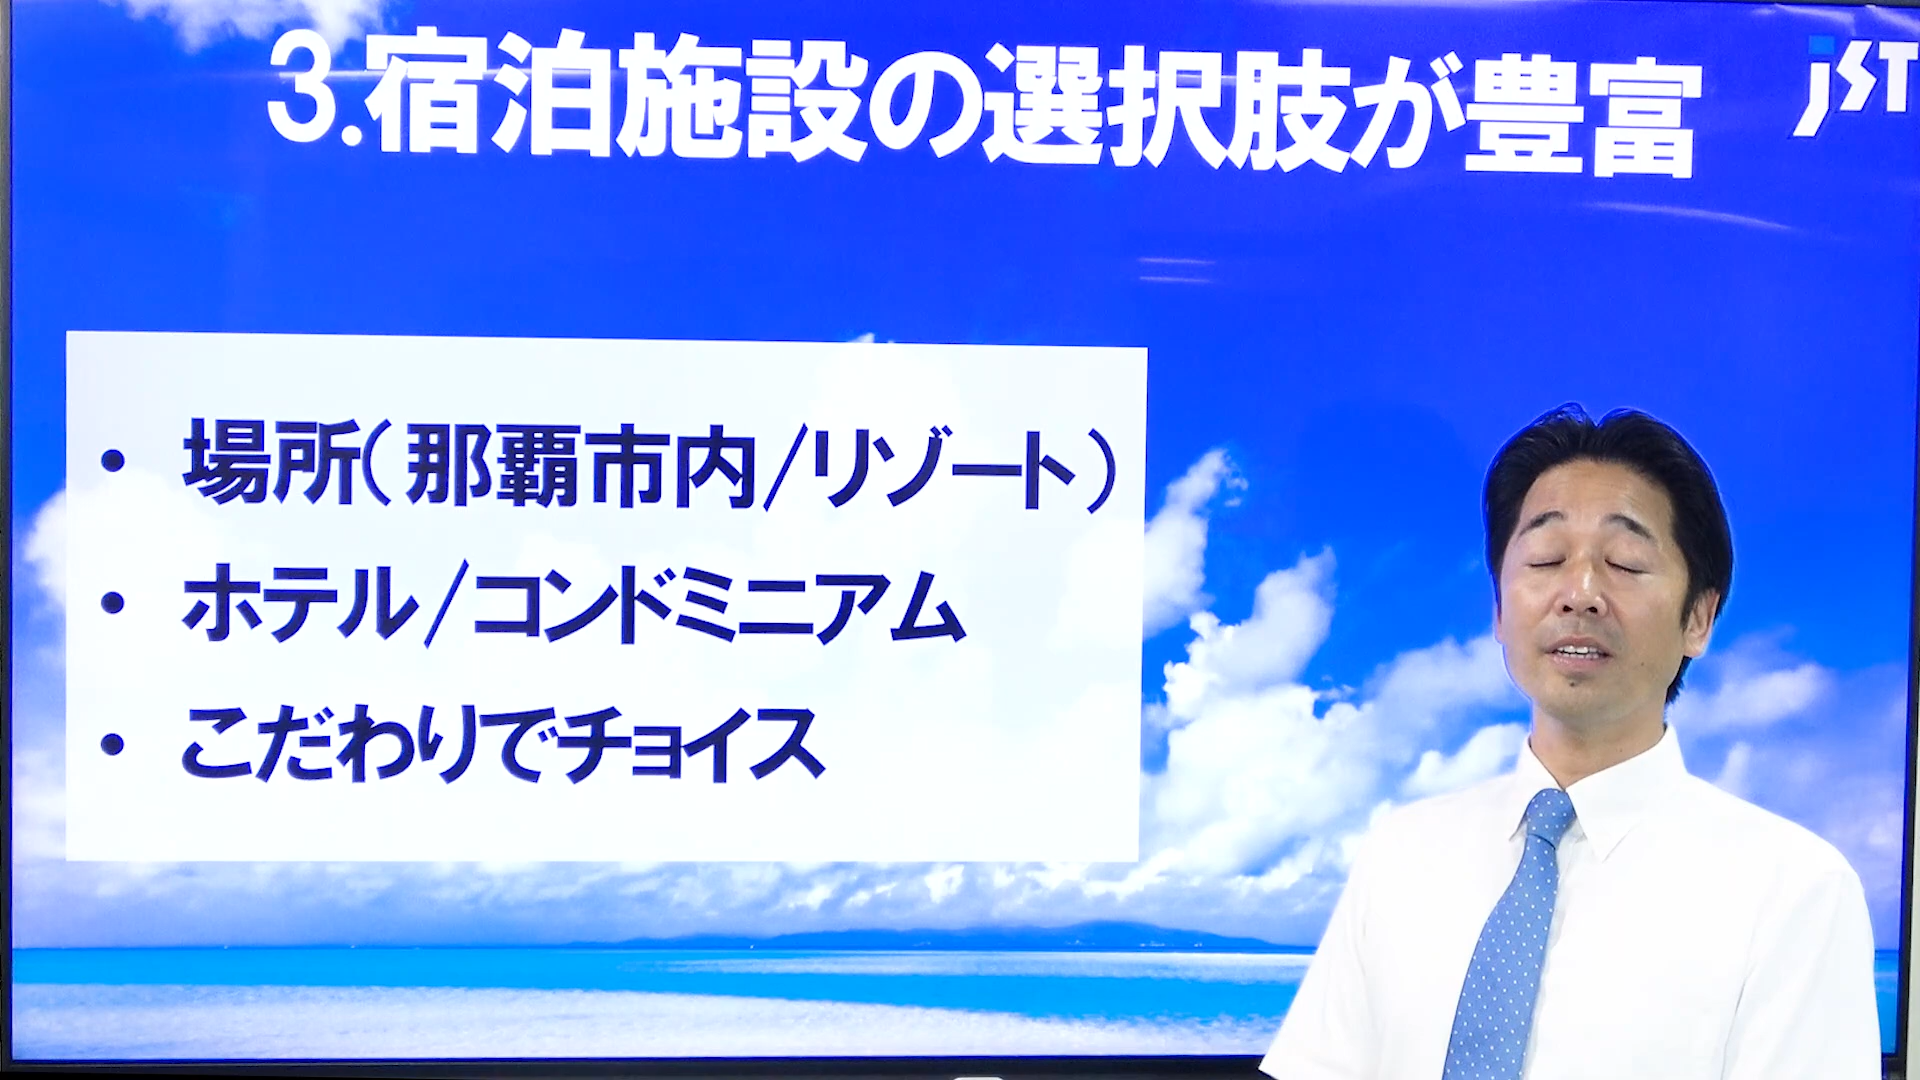 3.宿泊施設の選択肢が豊富
jST
• 場所(那覇市内/リゾート)
• ホテル/コンドミニアム
• こだわりでチョイス